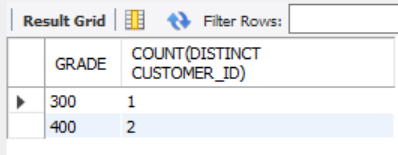 Result Grid Filter Rows:
GRADE COUNT(DISTINCT
CUSTOMER_ID)
300 1
400 2